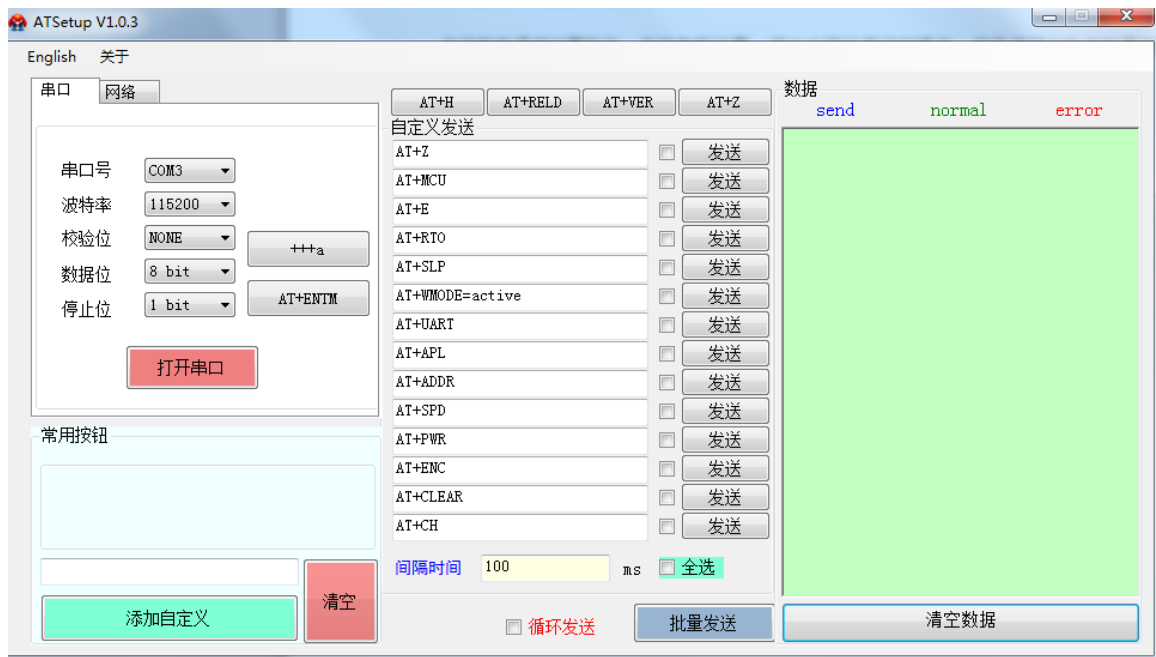 ATSetup V1.0.3
English 关于
串口 网络
串口号 COM3
波特率 115200
校验位 NONE
数据位 8 bit
停止位 1 bit
+++a
AT+ENTM
打开串口
常用按钮
添加自定义
清空
AT+H AT+RELD AT+VER AT+Z
自定义发送
AT+Z 发送
AT+MCU 发送
AT+E 发送
AT+RTO 发送
AT+SLP 发送
AT+WMODE=active 发送
AT+UART 发送
AT+APL 发送
AT+ADDR 发送
AT+SPD 发送
AT+PWR 发送
AT+ENC 发送
AT+CLEAR 发送
AT+CH 发送
间隔时间 100 ms 全选
循环发送 批量发送
数据
send normal error
清空数据